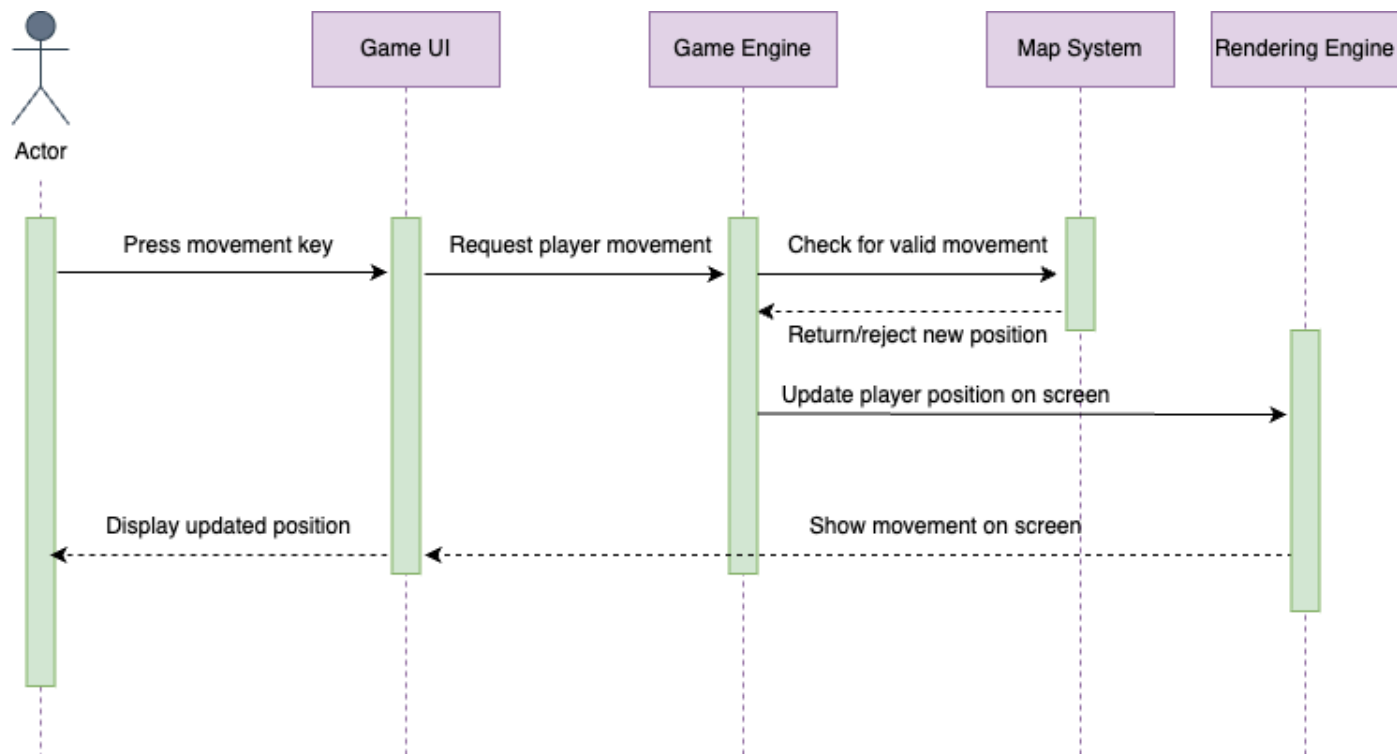 Game UI
Game Engine
Map System
Rendering Engine
Actor
Press movement key
Request player movement
Check for valid movement
Return/reject new position
Update player position on screen
Display updated position
Show movement on screen